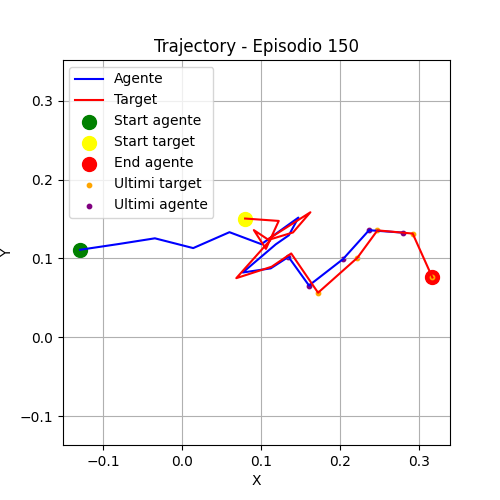 Trajectory - Episodio 150
Agente
Target
Start agente
Start target
End agente
Ultimi target
Ultimi agente
0.3
0.2
0.1
0.0
−0.1
Y
−0.1
0.0
0.1
0.2
0.3
X